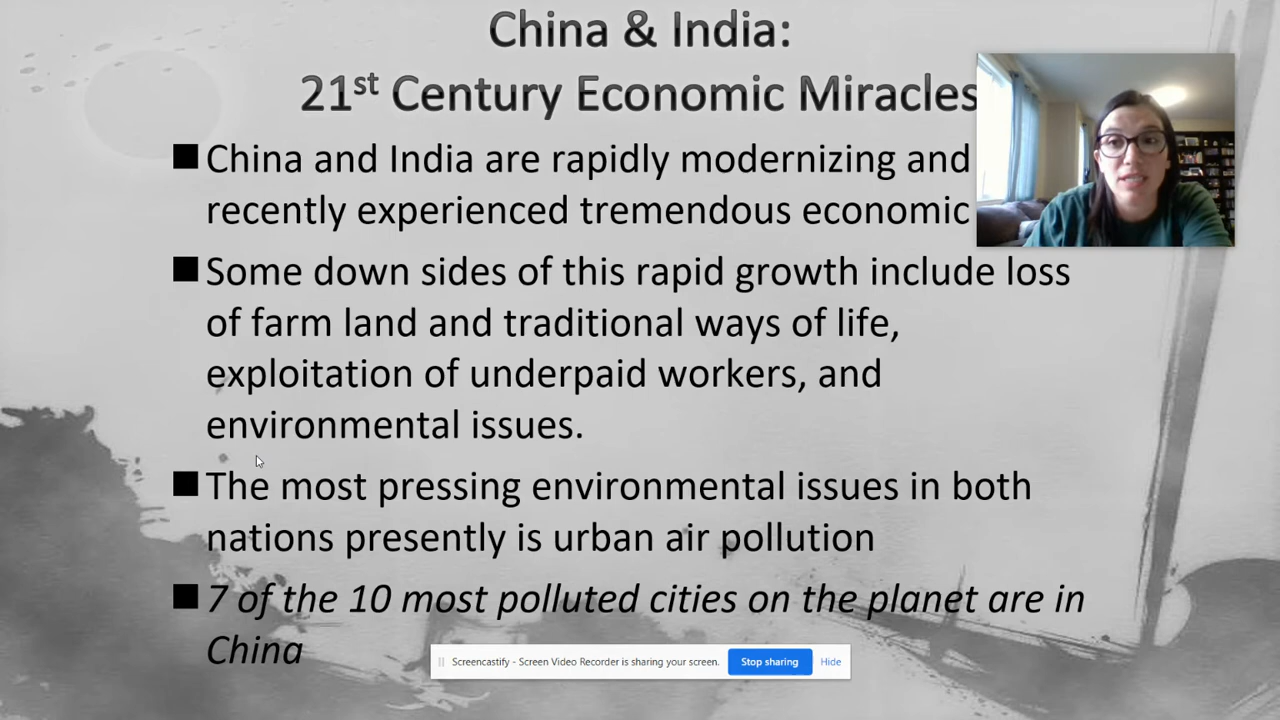 China & India:
21st Century Economic Miracles
China and India are rapidly modernizing and
recently experienced tremendous economic
Some down sides of this rapid growth include loss
of farm land and traditional ways of life,
exploitation of underpaid workers, and
environmental issues.
The most pressing environmental issues in both
nations presently is urban air pollution
7 of the 10 most polluted cities on the planet are in
China
Screencastify - Screen Video Recorder is sharing your screen. Stop sharing Hide